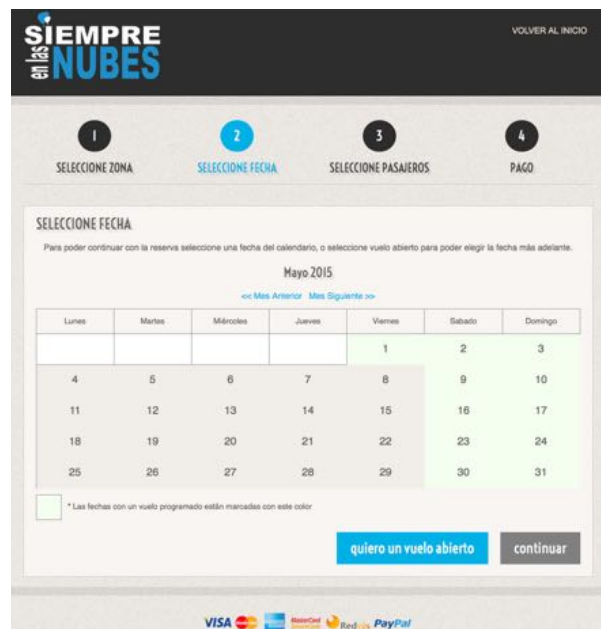 SIEMPRE
en las NUBES
VOLVER AL INICIO
1 2 3 4
SELECCIONE ZONA SELECCIONE FECHA SELECCIONE PASAJEROS PAGO
SELECCIONE FECHA
Para poder continuar con la reserva seleccione una fecha del calendario, o seleccione vuelo abierto para poder elegir la fecha más adelante.
Mayo 2015
<< Mes Anterior Mes Siguiente >>
Lunes Martes Miércoles Jueves Viernes Sabado Domingo
1 2 3
4 5 6 7 8 9 10
11 12 13 14 15 16 17
18 19 20 21 22 23 24
25 26 27 28 29 30 31
* Las fechas con un vuelo programado están marcadas con este color
quiero un vuelo abierto continuar
VISA MasterCard Redsys PayPal